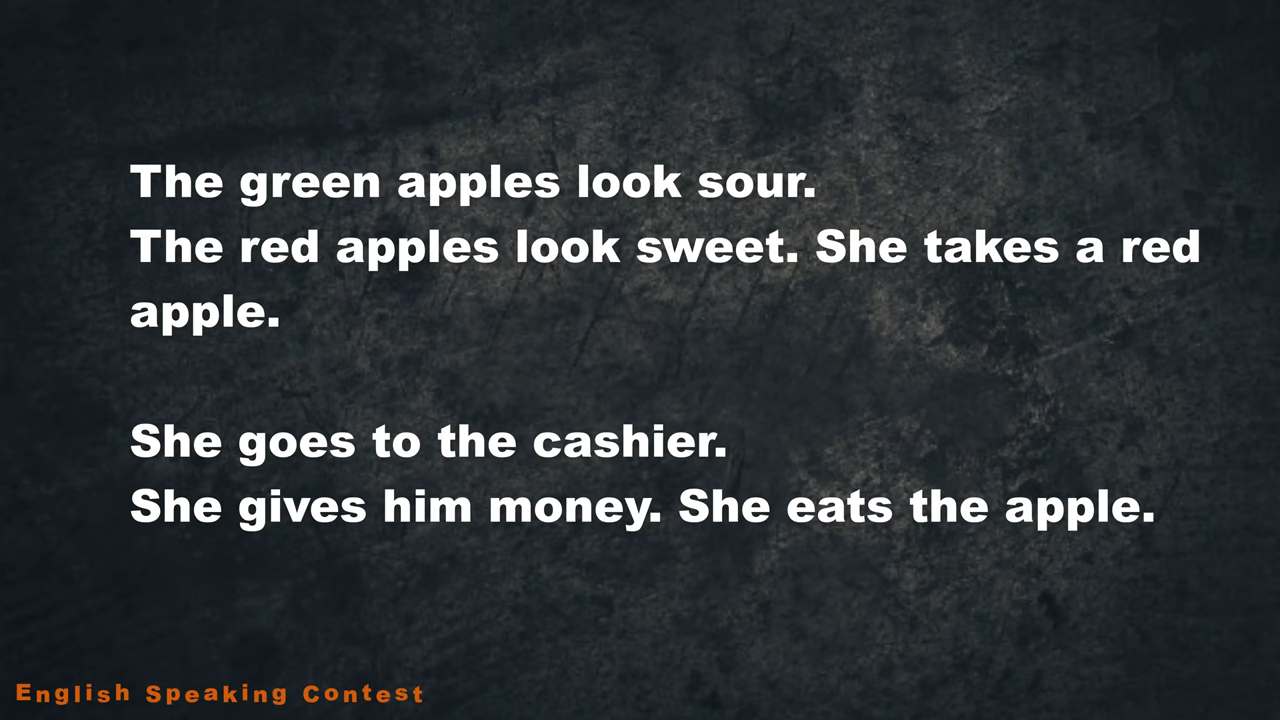 The green apples look sour.
The red apples look sweet. She takes a red
apple.
She goes to the cashier.
She gives him money. She eats the apple.
English Speaking Contest